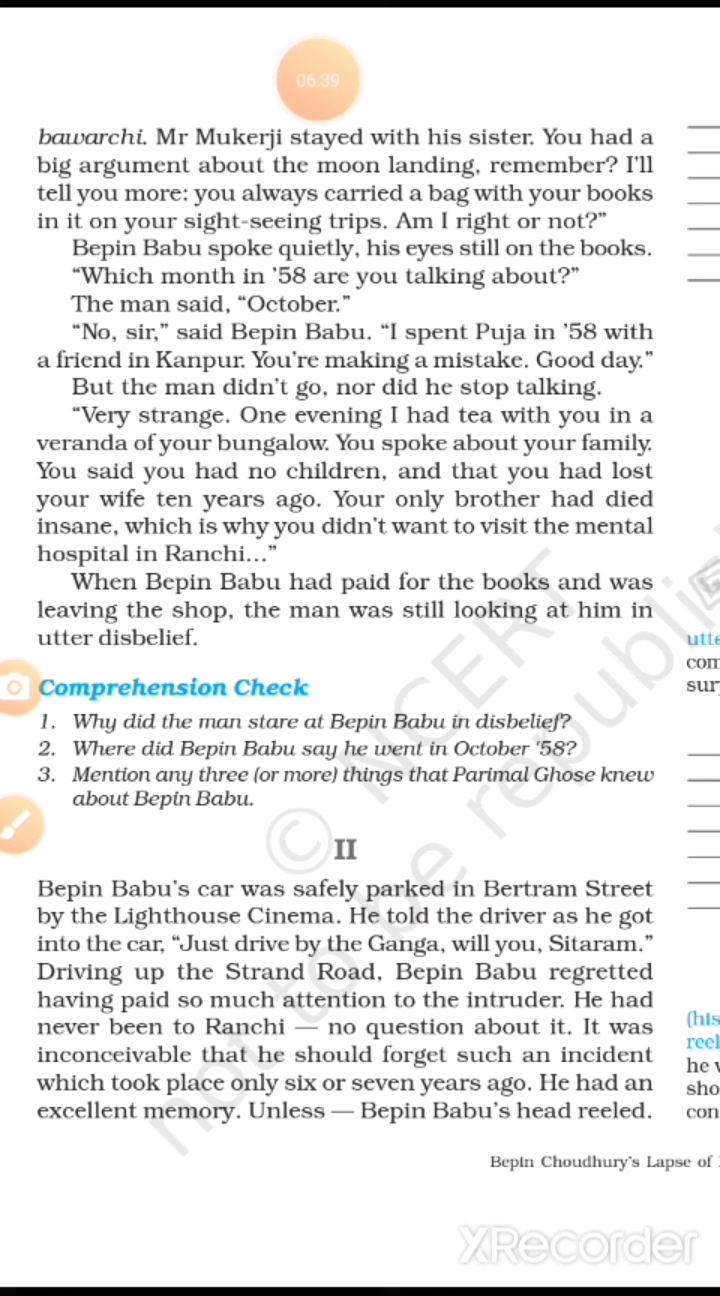 06:39
bawarchi. Mr Mukerji stayed with his sister. You had a
big argument about the moon landing, remember? I'll
tell you more: you always carried a bag with your books
in it on your sight-seeing trips. Am I right or not?”
Bepin Babu spoke quietly, his eyes still on the books.
“Which month in ’58 are you talking about?”
The man said, “October.”
“No, sir,” said Bepin Babu. “I spent Puja in ’58 with
a friend in Kanpur. You’re making a mistake. Good day.”
But the man didn’t go, nor did he stop talking.
“Very strange. One evening I had tea with you in a
veranda of your bungalow. You spoke about your family.
You said you had no children, and that you had lost
your wife ten years ago. Your only brother had died
insane, which is why you didn’t want to visit the mental
hospital in Ranchi...”
When Bepin Babu had paid for the books and was
leaving the shop, the man was still looking at him in
utter disbelief.
Comprehension Check
1. Why did the man stare at Bepin Babu in disbelief?
2. Where did Bepin Babu say he went in October ’58?
3. Mention any three (or more) things that Parimal Ghose knew
about Bepin Babu.
II
Bepin Babu’s car was safely parked in Bertram Street
by the Lighthouse Cinema. He told the driver as he got
into the car, “Just drive by the Ganga, will you, Sitaram.”
Driving up the Strand Road, Bepin Babu regretted
having paid so much attention to the intruder. He had
never been to Ranchi — no question about it. It was
inconceivable that he should forget such an incident
which took place only six or seven years ago. He had an
excellent memory. Unless — Bepin Babu’s head reeled.
Bepin Choudhury’s Lapse of
utte
com
sur
(his
reel
he
sho
con
© NCERT
not to be republis
XRecorder